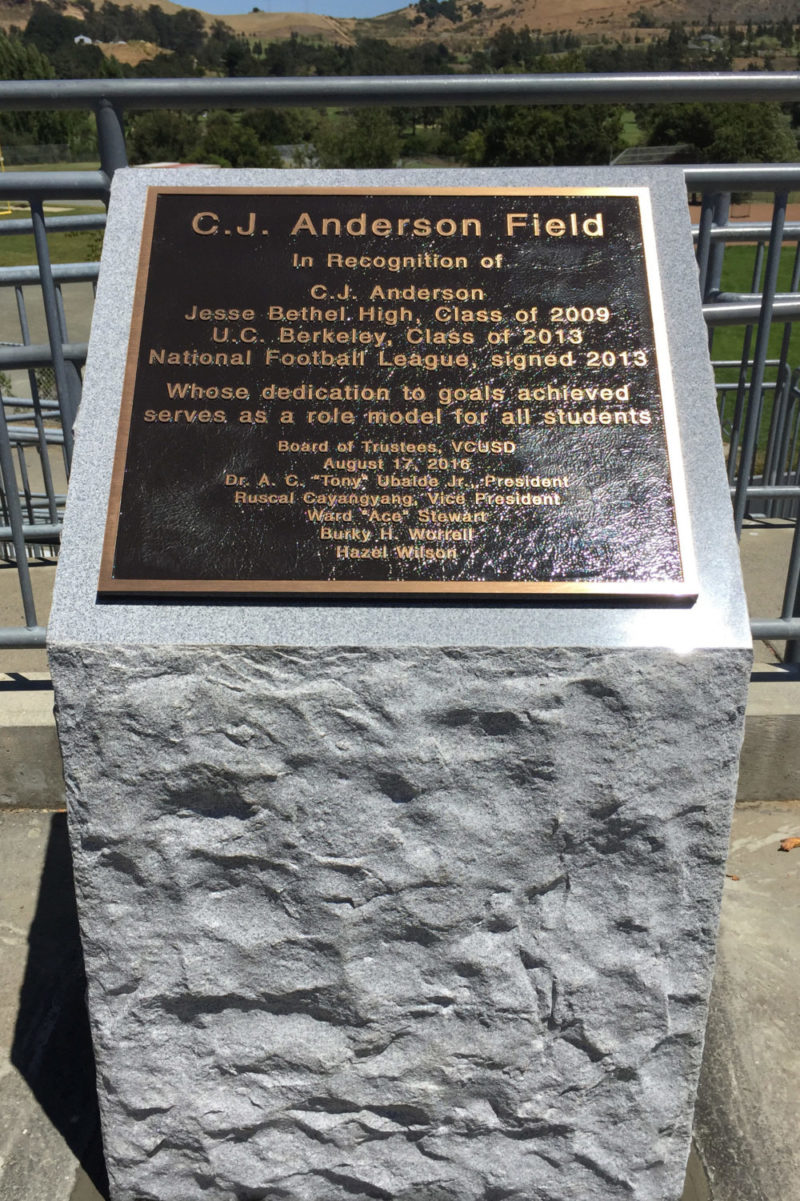 C.J. Anderson Field
In Recognition of
C.J. Anderson
Jesse Bethel High, Class of 2009
U.C. Berkeley, Class of 2013
National Football League, signed 2013
Whose dedication to goals achieved
serves as a role model for all students
Board of Trustees, VCUSD
August 17, 2016
Dr. A. C. "Tony" Ubalde Jr., President
Ruscal Cayangyang, Vice President
Ward "Ace" Stewart
Burky H. Worrell
Hazel Wilson